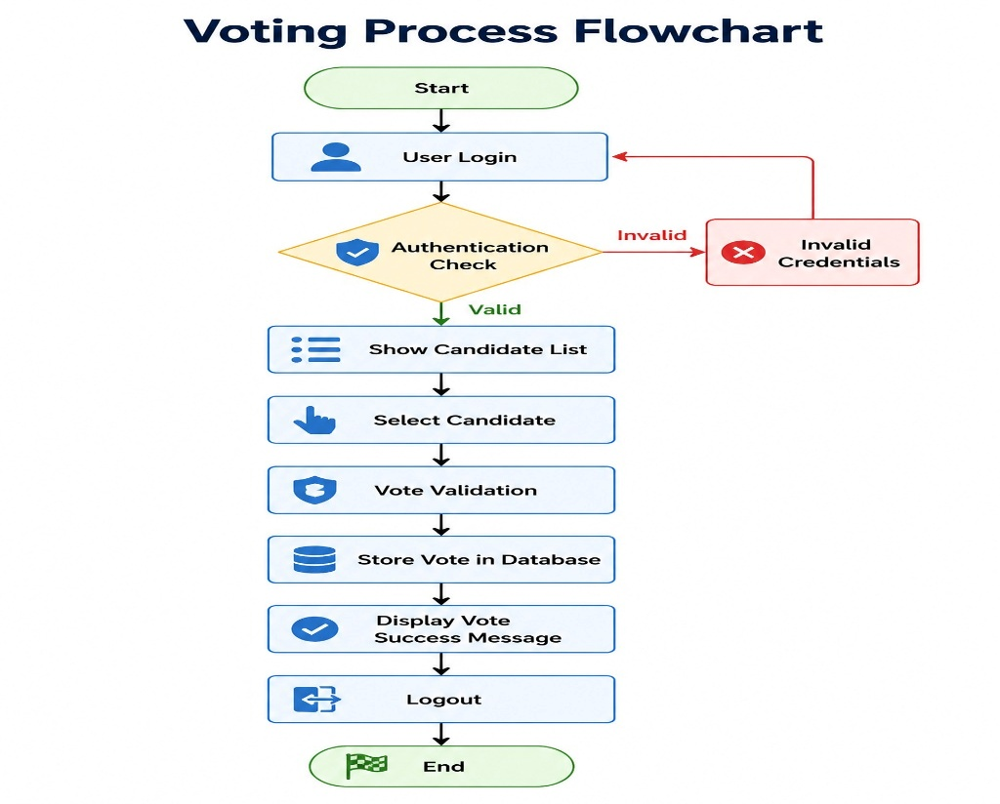 Voting Process Flowchart
Start
User Login
Authentication
Check
Invalid
Invalid
Credentials
Valid
Show Candidate List
Select Candidate
Vote Validation
Store Vote in Database
Display Vote
Success Message
Logout
End